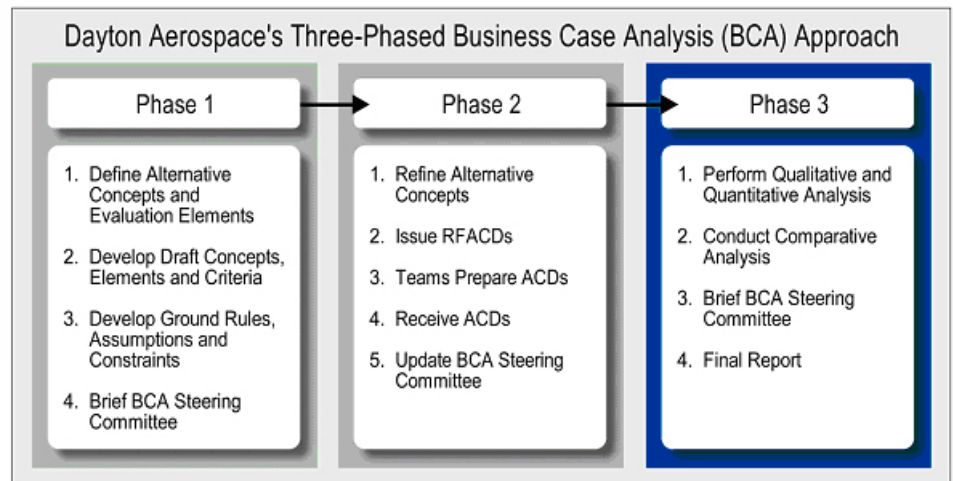 Dayton Aerospace's Three-Phased Business Case Analysis (BCA) Approach
Phase 1
1. Define Alternative
Concepts and
Evaluation Elements
2. Develop Draft Concepts,
Elements and Criteria
3. Develop Ground Rules,
Assumptions and
Constraints
4. Brief BCA Steering
Committee
Phase 2
1. Refine Alternative
Concepts
2. Issue RFACDs
3. Teams Prepare ACDs
4. Receive ACDs
5. Update BCA Steering
Committee
Phase 3
1. Perform Qualitative and
Quantitative Analysis
2. Conduct Comparative
Analysis
3. Brief BCA Steering
Committee
4. Final Report